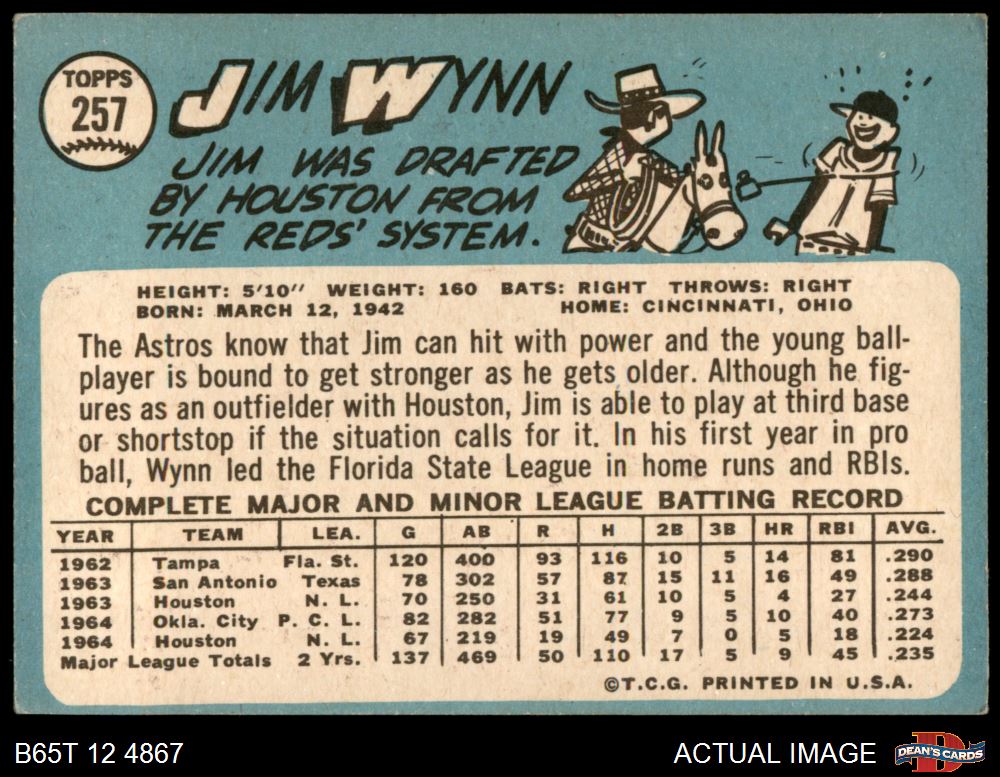 TOPPS
257
JIM WYNN
JIM WAS DRAFTED
BY HOUSTON FROM
THE REDS' SYSTEM.
HEIGHT: 5'10" WEIGHT: 160 BATS: RIGHT THROWS: RIGHT
BORN: MARCH 12, 1942 HOME: CINCINNATI, OHIO
The Astros know that Jim can hit with power and the young ball-
player is bound to get stronger as he gets older. Although he fig-
ures as an outfielder with Houston, Jim is able to play at third base
or shortstop if the situation calls for it. In his first year in pro
ball, Wynn led the Florida State League in home runs and RBIs.
COMPLETE MAJOR AND MINOR LEAGUE BATTING RECORD
YEAR TEAM LEA. G AB R H 2B 3B HR RBI AVG.
1962 Tampa Fla. St. 120 400 93 116 10 5 14 81 .290
1963 San Antonio Texas 78 302 57 87 15 11 16 49 .288
1963 Houston N. L. 70 250 31 61 10 5 4 27 .244
1964 Okla. City P. C. L. 82 282 51 77 9 5 10 40 .273
1964 Houston N. L. 67 219 19 49 7 0 5 18 .224
Major League Totals 2 Yrs. 137 469 50 110 17 5 9 45 .235
©T.C.G. PRINTED IN U.S.A.
B65T 12 4867
ACTUAL IMAGE
D
DEAN'S CARDS